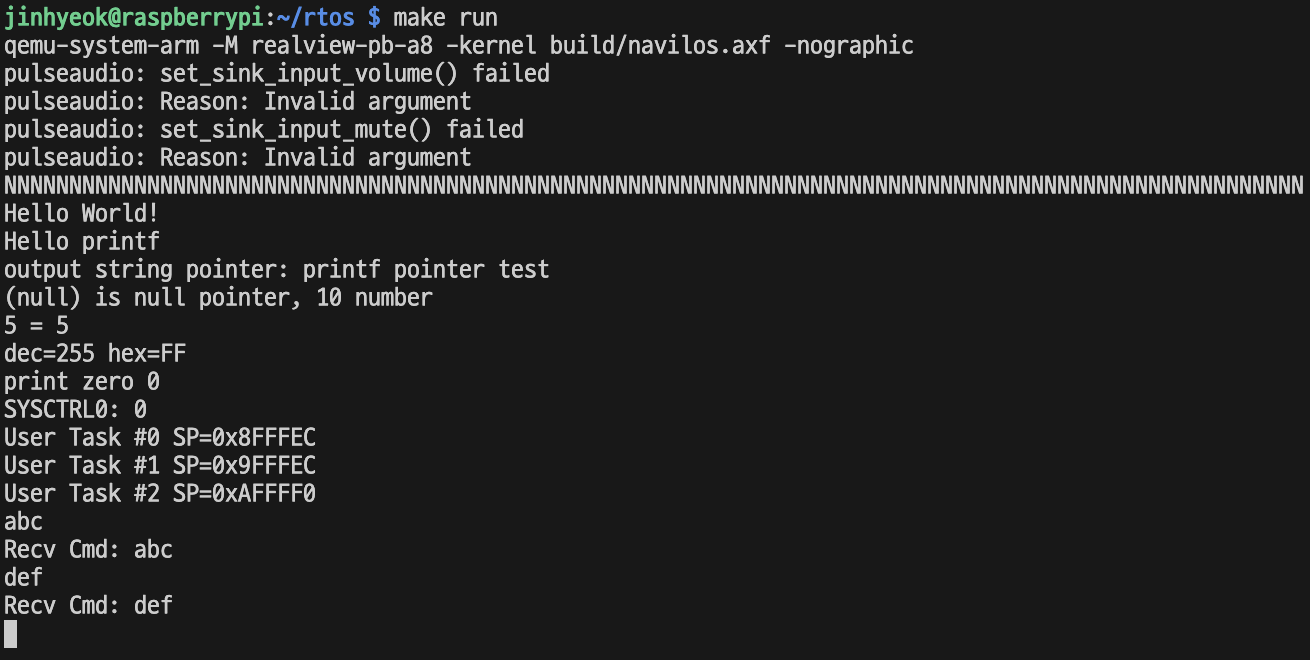 jinhyeok@raspberrypi:~/rtos $ make run
qemu-system-arm -M realview-pb-a8 -kernel build/navilos.axf -nographic
pulseaudio: set_sink_input_volume() failed
pulseaudio: Reason: Invalid argument
pulseaudio: set_sink_input_mute() failed
pulseaudio: Reason: Invalid argument
NNNNNNNNNNNNNNNNNNNNNNNNNNNNNNNNNNNNNNNNNNNNNNNNNNNNNNNNNNNNNNNNNNNNNNNNNNNNNNNNNNNNNNNNNNNNNNNNNNNN
Hello World!
Hello printf
output string pointer: printf pointer test
(null) is null pointer, 10 number
5 = 5
dec=255 hex=FF
print zero 0
SYSCTRL0: 0
User Task #0 SP=0x8FFFEC
User Task #1 SP=0x9FFFEC
User Task #2 SP=0xAFFFF0
abc
Recv Cmd: abc
def
Recv Cmd: def